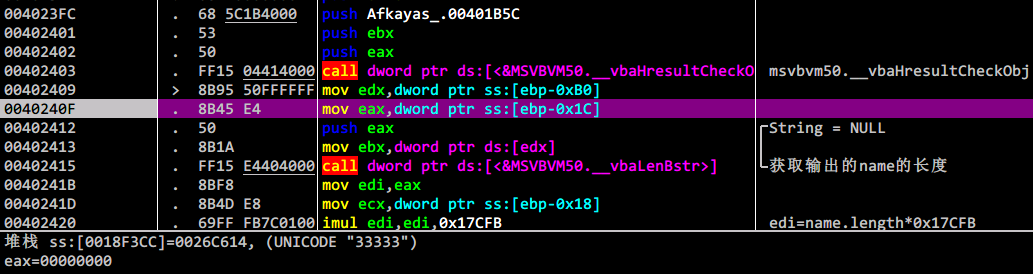 004023FC . 68 5C1B4000 push Afkayas_.00401B5C
00402401 . 53 push ebx
00402402 . 50 push eax
00402403 . FF15 04414000 call dword ptr ds:[<&MSVBVM50.__vbaHresultCheckO msvbvm50.__vbaHresultCheckObj
00402409 > 8B95 50FFFFFF mov edx,dword ptr ss:[ebp-0xB0]
0040240F . 8B45 E4 mov eax,dword ptr ss:[ebp-0x1C]
00402412 . 50 push eax String = NULL
00402413 . 8B1A mov ebx,dword ptr ds:[edx]
00402415 . FF15 E4404000 call dword ptr ds:[<&MSVBVM50.__vbaLenBstr>] 获取输出的name的长度
0040241B . 8BF8 mov edi,eax
0040241D . 8B4D E8 mov ecx,dword ptr ss:[ebp-0x18]
00402420 . 69FF FB7C0100 imul edi,edi,0x17CFB edi=name.length*0x17CFB
堆栈 ss:[0018F3CC]=0026C614, (UNICODE "33333")
eax=00000000